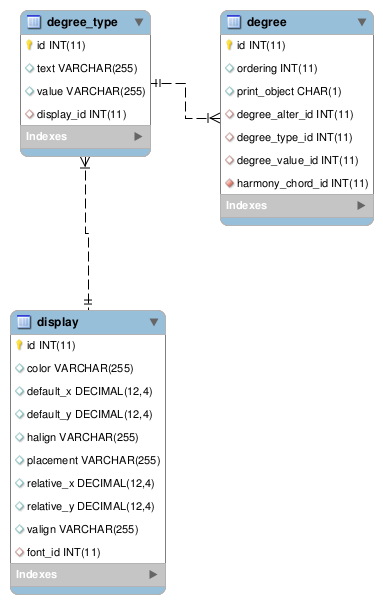 degree_type
id INT(11)
text VARCHAR(255)
value VARCHAR(255)
display_id INT(11)
Indexes
degree
id INT(11)
ordering INT(11)
print_object CHAR(1)
degree_alter_id INT(11)
degree_type_id INT(11)
degree_value_id INT(11)
harmony_chord_id INT(11)
Indexes
display
id INT(11)
color VARCHAR(255)
default_x DECIMAL(12,4)
default_y DECIMAL(12,4)
halign VARCHAR(255)
placement VARCHAR(255)
relative_x DECIMAL(12,4)
relative_y DECIMAL(12,4)
valign VARCHAR(255)
font_id INT(11)
Indexes